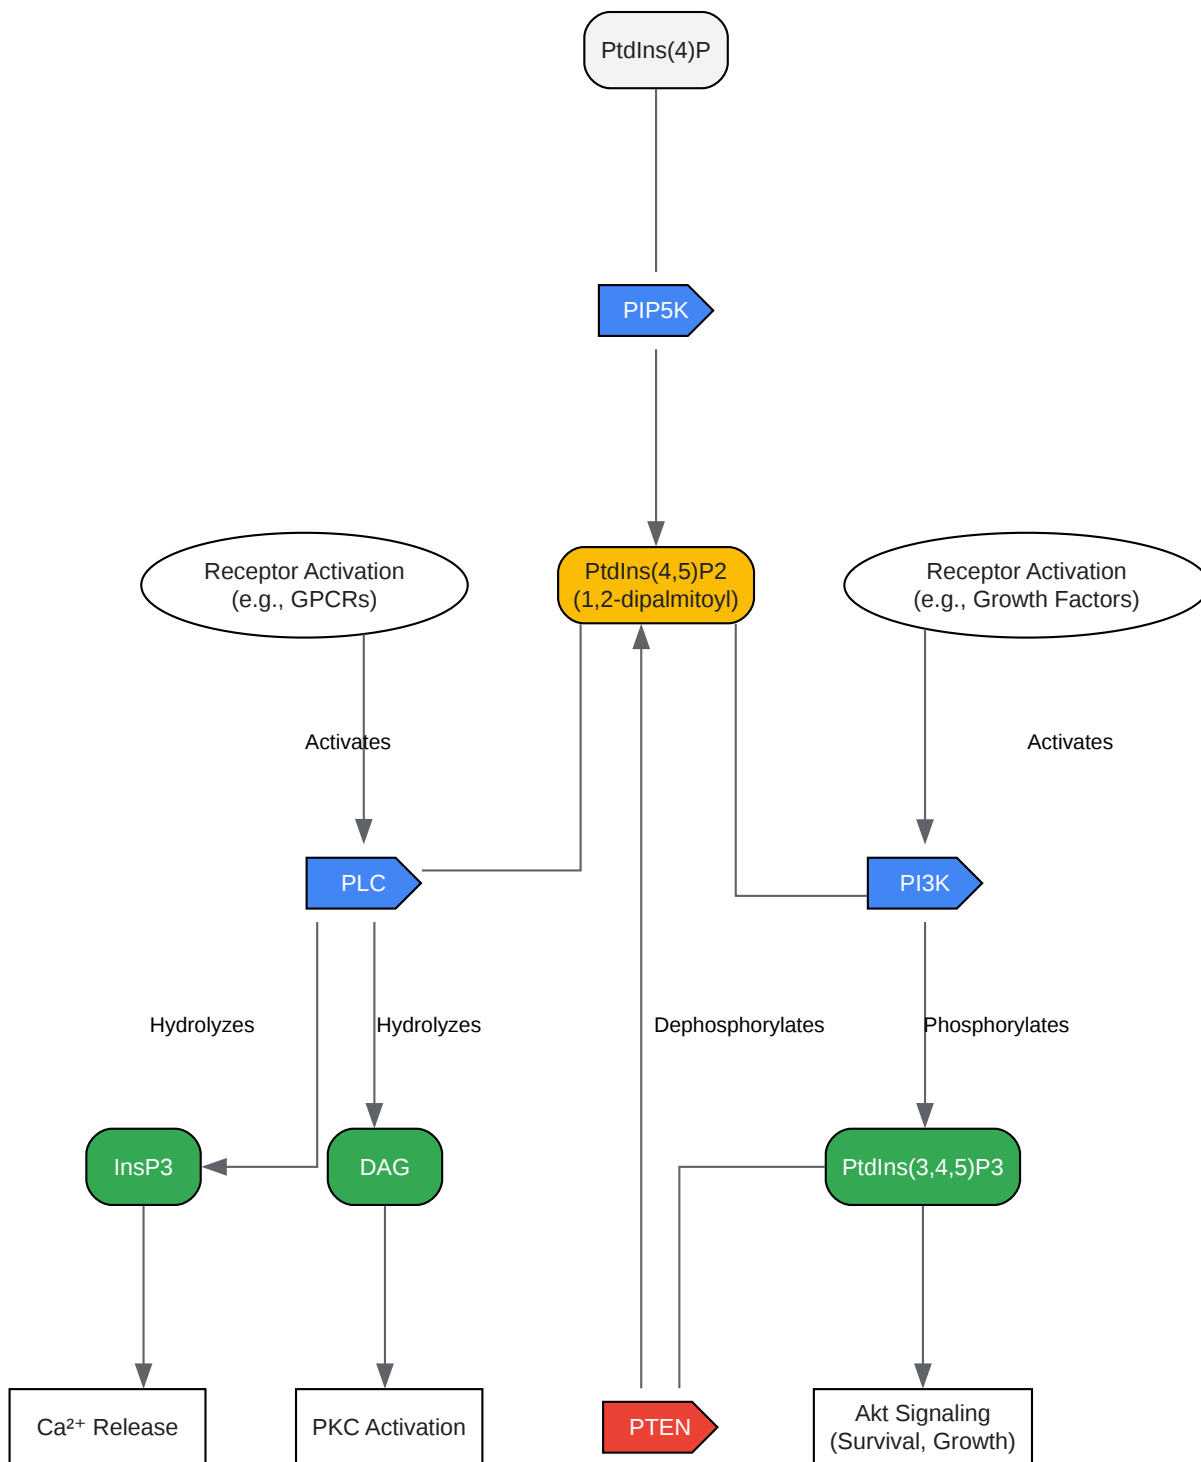 PtdIns(4)P
PIP5K
Receptor Activation
(e.g., GPCRs)
PtdIns(4,5)P2
(1,2-dipalmitoyl)
Receptor Activation
(e.g., Growth Factors)
Activates
Activates
PLC
PI3K
Hydrolyzes
Hydrolyzes
Dephosphorylates
Phosphorylates
InsP3
DAG
PtdIns(3,4,5)P3
Ca²⁺ Release
PKC Activation
PTEN
Akt Signaling
(Survival, Growth)